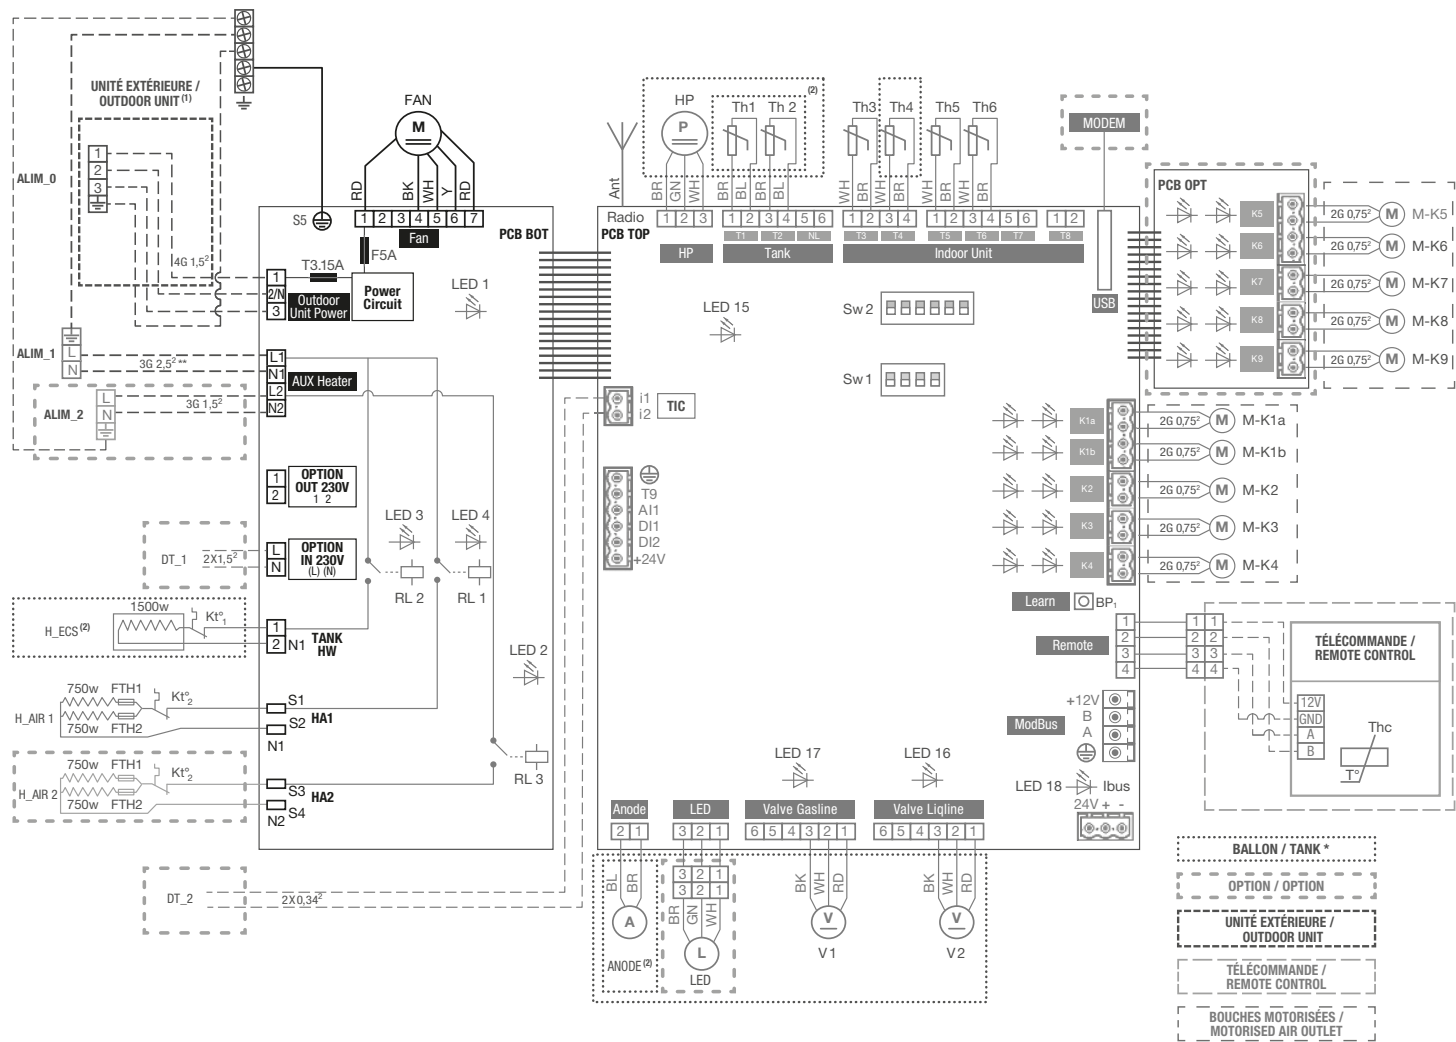 UNITÉ EXTÉRIEURE /
OUTDOOR UNIT (1)
1
2
3
ALIM_0
4G 1,5²
ALIM_1
L
N
3G 2,5² **
ALIM_2
L
N
3G 1,5²
S5
FAN
M
RD
BK
WH
Y
RD
1 2 3 4 5 6 7
Fan
F5A
T3.15A
PCB BOT
1
2/N
3
Outdoor
Unit Power
Power
Circuit
LED 1
L1
N1
L2
N2
AUX Heater
1
2
OPTION
OUT 230V
1 2
DT_1
2X1,5²
L
N
OPTION
IN 230V
(L) (N)
LED 3
LED 4
RL 2
RL 1
1500w
Kt°1
H_ECS (2)
1
2
N1
TANK
HW
LED 2
750w FTH1
Kt°2
H_AIR 1
750w FTH2
S1
S2
HA1
N1
RL 3
750w FTH1
Kt°2
H_AIR 2
750w FTH2
S3
S4
HA2
N2
DT_2
2X0,34²
Ant
Radio
PCB TOP
HP
P
BR
GN
WH
1 2 3
HP
(2)
Th1
Th 2
BR
BL
BR
BL
1 2 3 4 5 6
T1 T2 NL
Tank
Th3
Th4
Th5
Th6
WH
BR
WH
BR
WH
BR
WH
BR
1 2 3 4
1 2 3 4 5 6
1 2
T3 T4 T5 T6 T7 T8
Indoor Unit
MODEM
USB
LED 15
Sw2
Sw1
i1
i2
TIC
T9
AI1
DI1
DI2
+24V
PCB OPT
K5
2G 0,75²
M
M-K5
K6
2G 0,75²
M
M-K6
K7
2G 0,75²
M
M-K7
K8
2G 0,75²
M
M-K8
K9
2G 0,75²
M
M-K9
K1a
2G 0,75²
M
M-K1a
K1b
2G 0,75²
M
M-K1b
K2
2G 0,75²
M
M-K2
K3
2G 0,75²
M
M-K3
K4
2G 0,75²
M
M-K4
Learn
BP1
Remote
1 1 1
2 2 2
3 3 3
4 4 4
TÉLÉCOMMANDE /
REMOTE CONTROL
12V
GND
A
B
Thc
T°
ModBus
+12V
B
A
LED 17
LED 16
LED 18
Ibus
24V + -
Anode
2 1
LED
3 2 1
Valve Gasline
6 5 4 3 2 1
Valve Liqline
6 5 4 3 2 1
BL
BR
A
ANODE (2)
3 2 1
3 2 1
BR
GN
WH
L
LED
BK
WH
RD
V
V1
BK
WH
RD
V
V2
BALLON / TANK *
OPTION / OPTION
UNITÉ EXTÉRIEURE /
OUTDOOR UNIT
TÉLÉCOMMANDE /
REMOTE CONTROL
BOUCHES MOTORISÉES /
MOTORISED AIR OUTLET